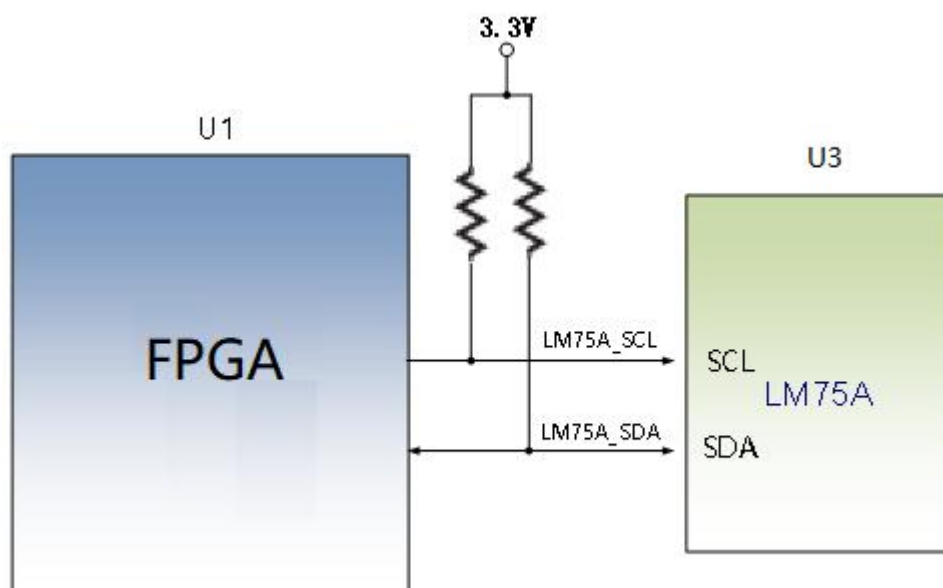 3.3V
U1
U3
FPGA
LM75A_SCL
SCL
LM75A
LM75A_SDA
SDA